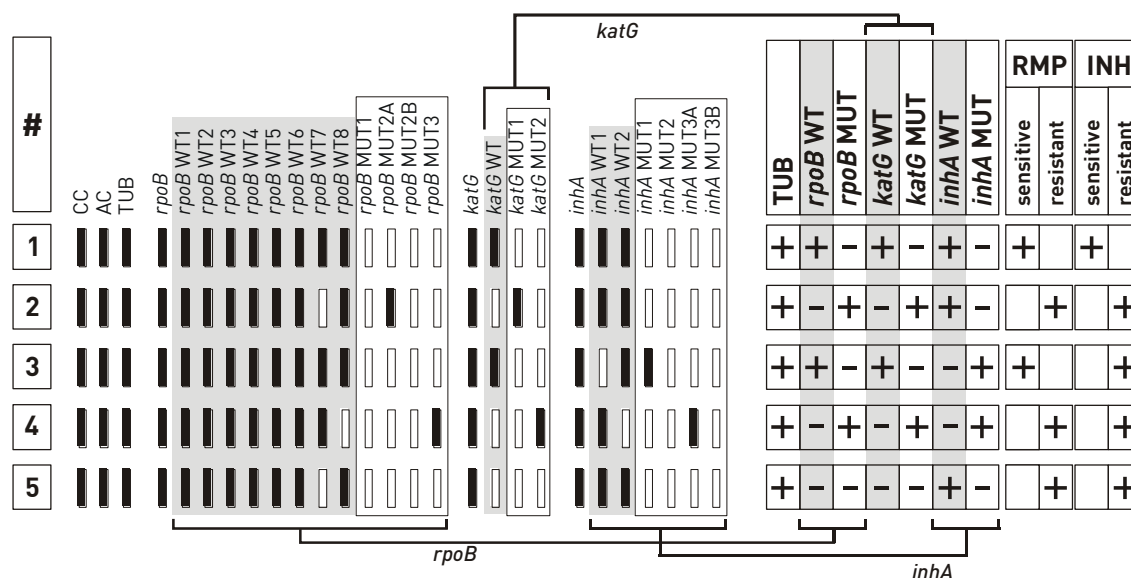 katG
RMP INH
#
CC
AC
TUB
rpoB
rpoB WT1
rpoB WT2
rpoB WT3
rpoB WT4
rpoB WT5
rpoB WT6
rpoB WT7
rpoB WT8
rpoB MUT1
rpoB MUT2A
rpoB MUT2B
rpoB MUT3
katG
katG WT
katG MUT1
katG MUT2
inhA
inhA WT1
inhA WT2
inhA MUT1
inhA MUT2
inhA MUT3A
inhA MUT3B
TUB
rpoB WT
rpoB MUT
katG WT
katG MUT
inhA WT
inhA MUT
sensitive
resistant
sensitive
resistant
1 + + − + − + − + +
2 + − + − + + − + +
3 + + − + − − + + +
4 + − + − + − + + +
5 + − − − − + − + +
rpoB
inhA